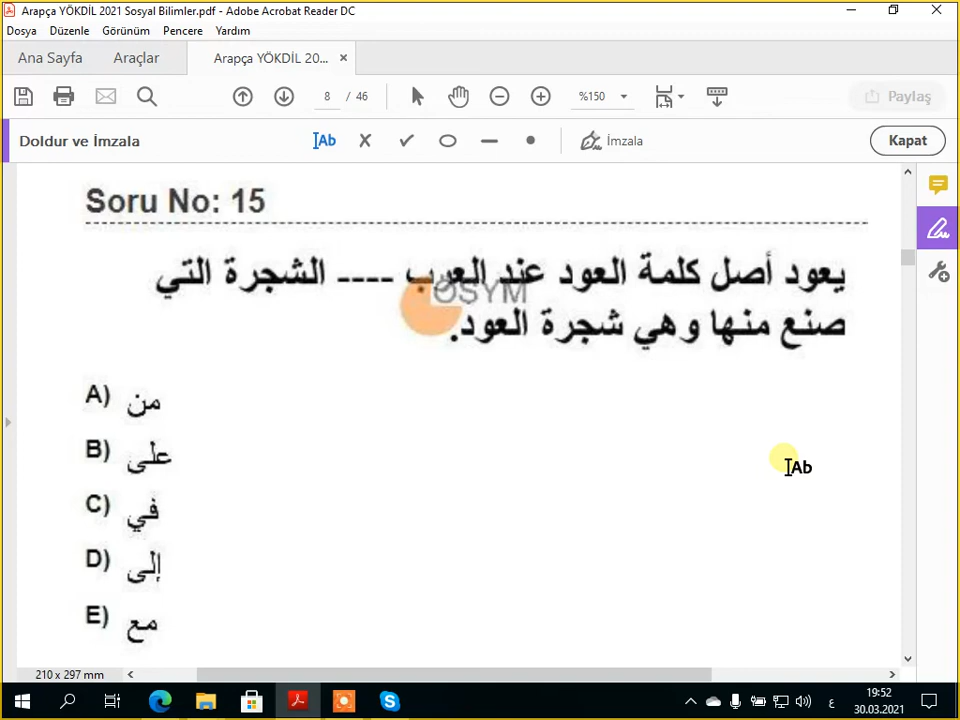 Arapça YÖKDİL 2021 Sosyal Bilimler.pdf - Adobe Acrobat Reader DC
Dosya Düzenle Görünüm Pencere Yardım
Ana Sayfa Araçlar Arapça YÖKDİL 20...
8 / 46 %150 Paylaş
Doldur ve İmzala Ab İmzala Kapat
Soru No: 15
يعود أصل كلمة العود عند العرب ---- الشجرة التي
صنع منها وهي شجرة العود.
ÖSYM
A) من
B) على
C) في
D) إلى
E) مع
Ab
210 x 297 mm
19:52
ع
30.03.2021